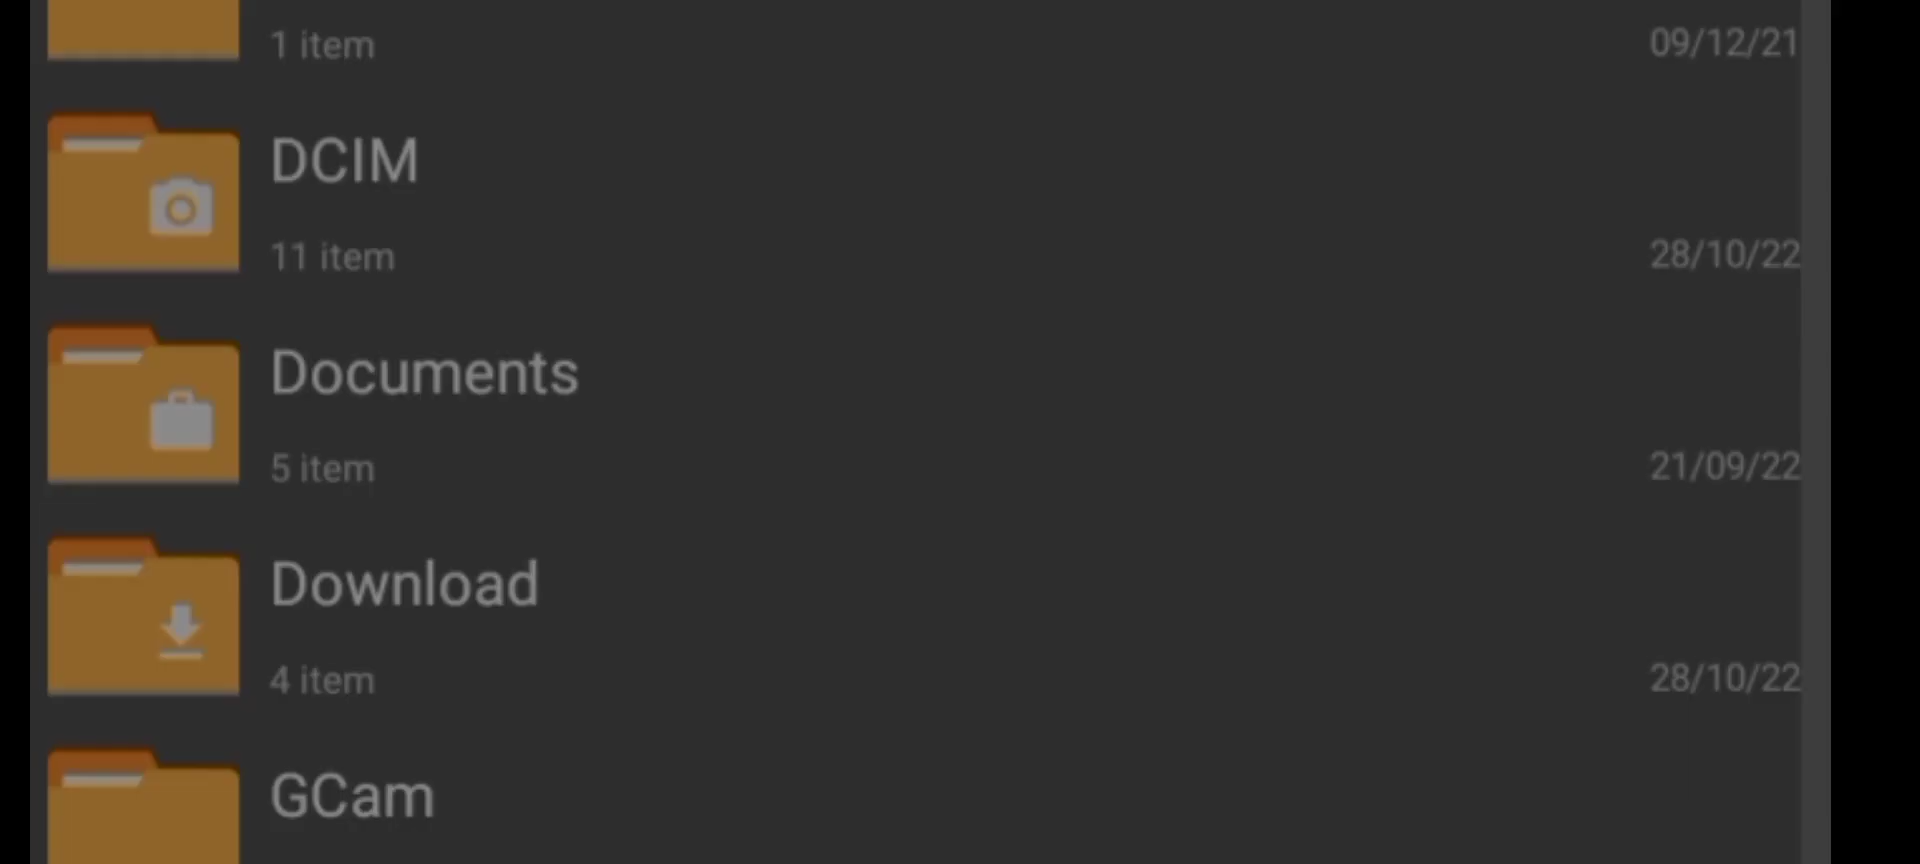 1 item 09/12/21
DCIM
11 item 28/10/22
Documents
5 item 21/09/22
Download
4 item 28/10/22
GCam